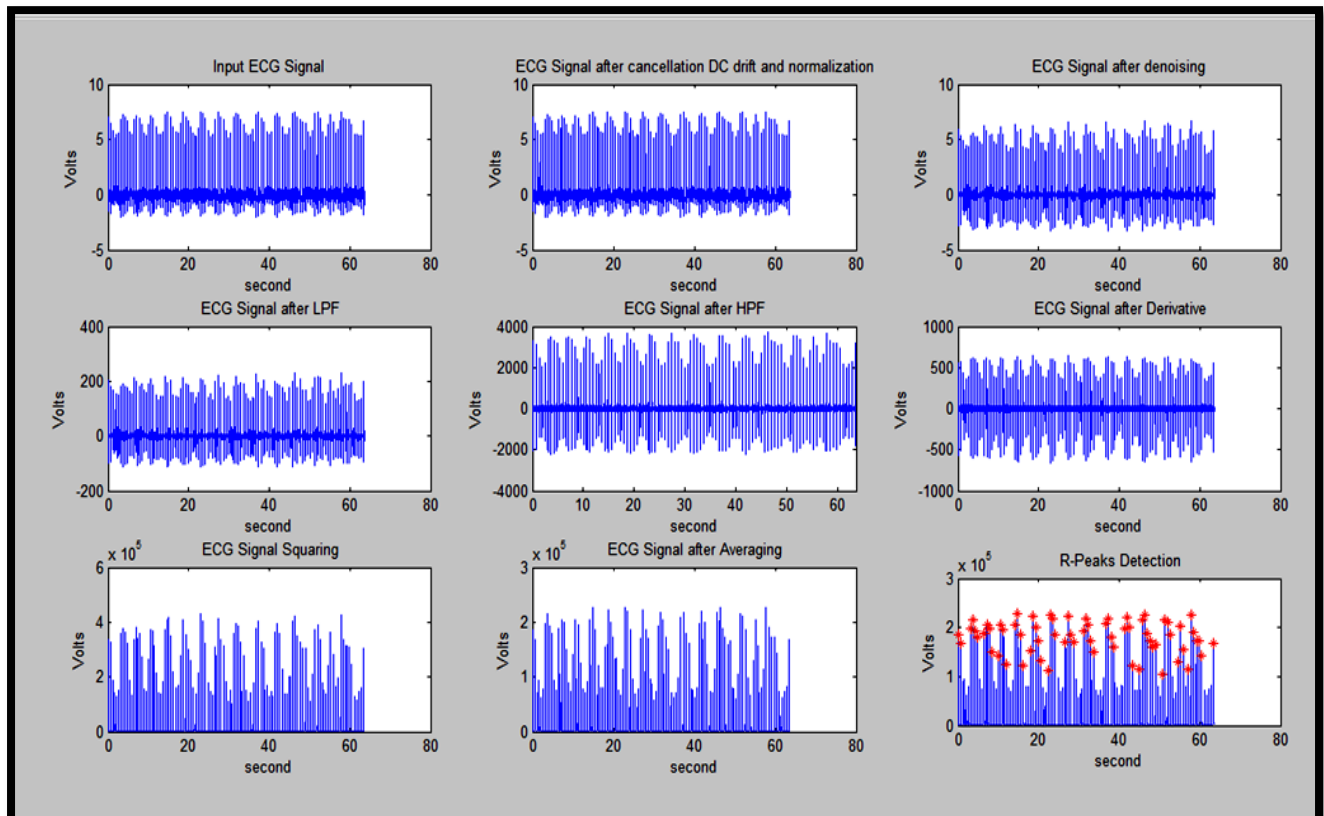 Input ECG Signal
10
5
0
-5
Volts
0 20 40 60 80
second
ECG Signal after cancellation DC drift and normalization
10
5
0
-5
Volts
0 20 40 60 80
second
ECG Signal after denoising
10
5
0
-5
Volts
0 20 40 60 80
second
ECG Signal after LPF
400
200
0
-200
Volts
0 20 40 60 80
second
ECG Signal after HPF
4000
2000
0
-2000
-4000
Volts
0 10 20 30 40 50 60
second
ECG Signal after Derivative
1000
500
0
-500
-1000
Volts
0 20 40 60 80
second
ECG Signal Squaring
x 10^5
6
4
2
0
Volts
0 20 40 60 80
second
ECG Signal after Averaging
x 10^5
3
2
1
0
Volts
0 20 40 60 80
second
R-Peaks Detection
x 10^5
3
2
1
0
Volts
0 20 40 60 80
second